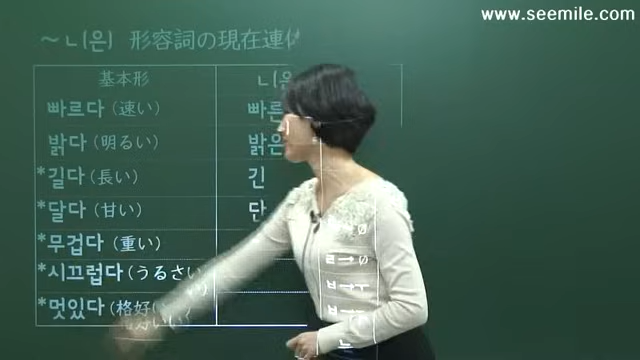 www.seemile.com
~ㄴ(은) 形容詞の現在連
基本形 ㄴ(은
빠르다 (速い) 빠른
밝다 (明るい) 밝은
*길다 (長い) 긴
*달다 (甘い) 단
*무겁다 (重い)
*시끄럽다 (うるさい
*멋있다 (格好
ㄹ→∅
ㅂ→ㅜ